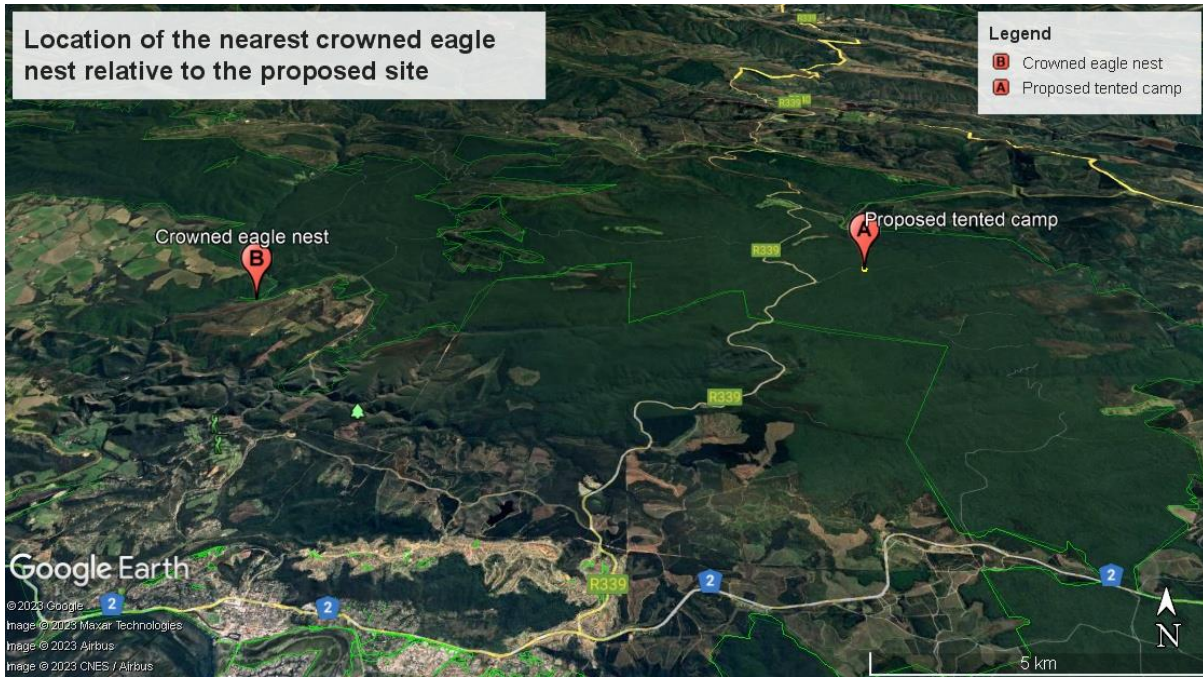 Location of the nearest crowned eagle
nest relative to the proposed site
Legend
B Crowned eagle nest
A Proposed tented camp
R339
R339
Crowned eagle nest
B
Proposed tented camp
A
R339
R339
R339
Google Earth
2
2
2
2
© 2023 Google
Image © 2023 Maxar Technologies
Image © 2023 Airbus
Image © 2023 CNES / Airbus
N
5 km